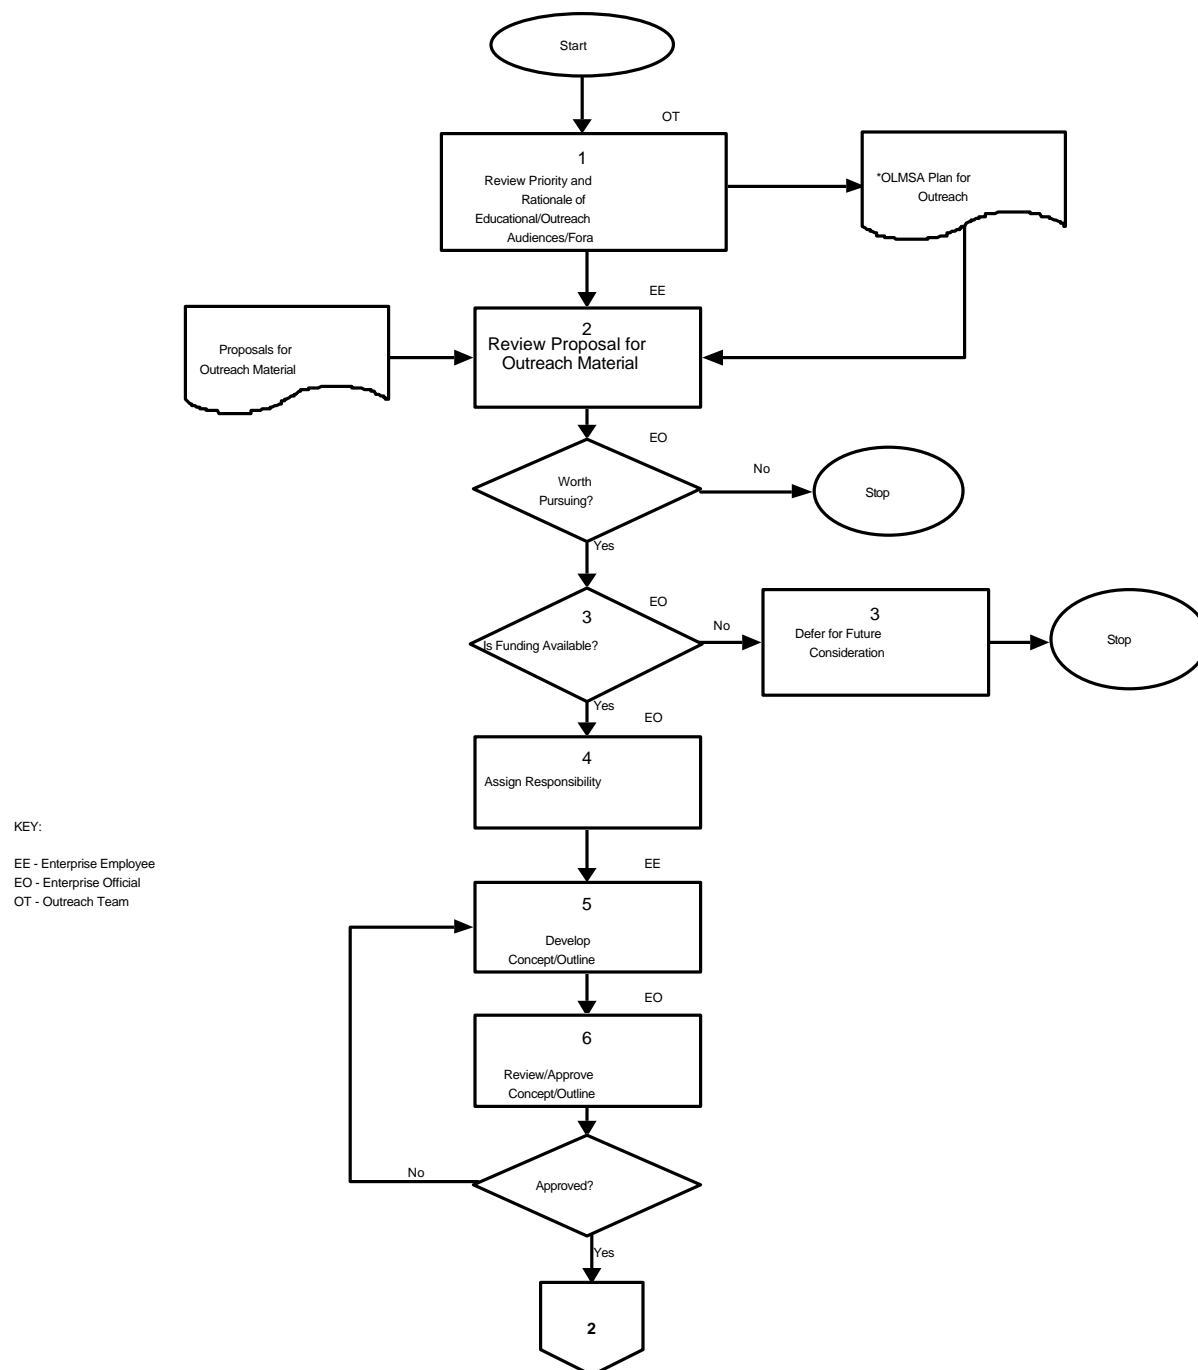 Start
OT
1
Review Priority and
Rationale of
Educational/Outreach
Audiences/Fora
*OLMSA Plan for
Outreach
EE
2
Review Proposal for
Outreach Material
Proposals for
Outreach Material
EO
Worth
Pursuing?
No
Stop
Yes
EO
3
Is Funding Available?
No
3
Defer for Future
Consideration
Stop
Yes
EO
4
Assign Responsibility
KEY:
EE - Enterprise Employee
EO - Enterprise Official
OT - Outreach Team
EE
5
Develop
Concept/Outline
EO
6
Review/Approve
Concept/Outline
No
Approved?
Yes
2